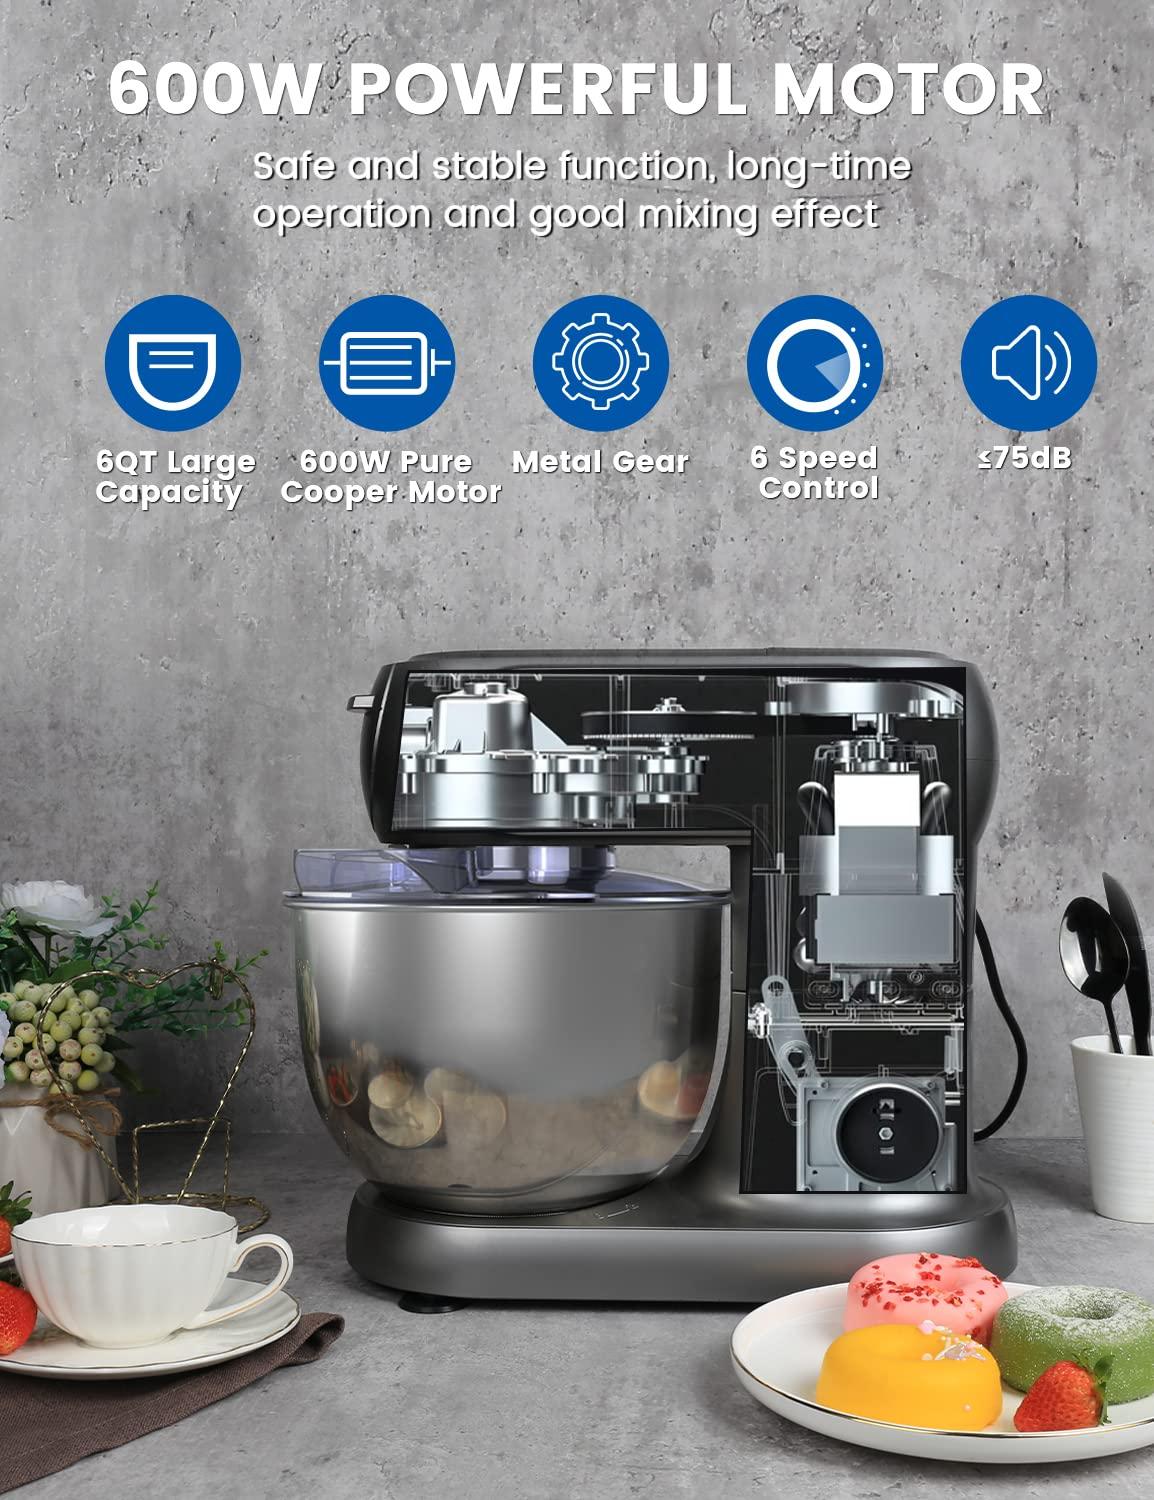 600W POWERFUL MOTOR
Safe and stable function, long-time
operation and good mixing effect
6QT Large
Capacity
600W Pure
Cooper Motor
Metal Gear
6 Speed
Control
≤75dB